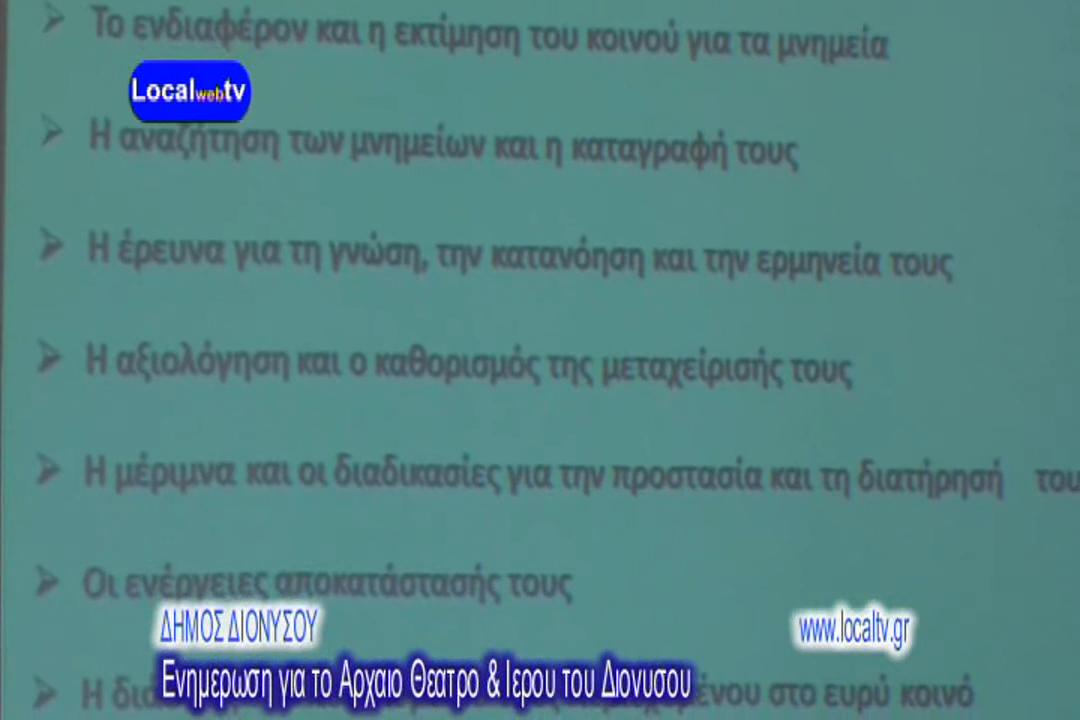 Το ενδιαφέρον και η εκτίμηση του κοινού για τα μνημεία
Localwebtv
Η αναζήτηση των μνημείων και η καταγραφή τους
Η έρευνα για τη γνώση, την κατανόηση και την ερμηνεία τους
Η αξιολόγηση και ο καθορισμός της μεταχείρισής τους
Η μέριμνα και οι διαδικασίες για την προστασία και τη διατήρησή του
Οι ενέργειες αποκατάστασής τους
ΔΗΜΟΣ ΔΙΟΝΥΣΟΥ
www.localtv.gr
Ενημερωση για το Αρχαιο Θεατρο & Ιερου του Διονυσου
Η στο ευρύ κοινό